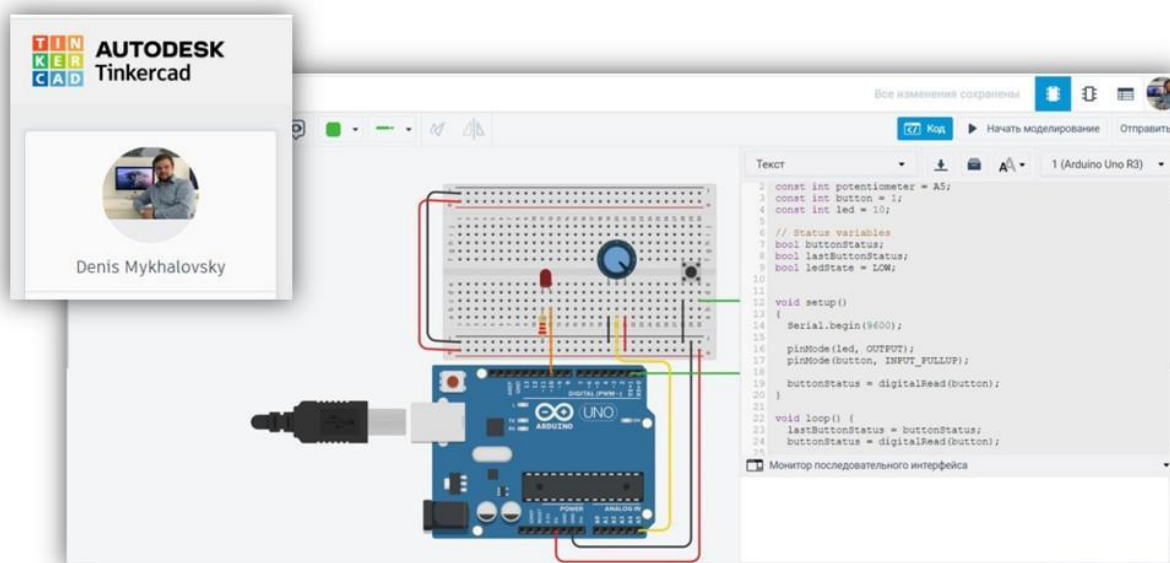 TIN
KER
CAD
AUTODESK
Tinkercad
Denis Mykhalovsky
Все изменения сохранены
Код
Начать моделирование
Отправить
Текст
1 (Arduino Uno R3)
2 const int potentiometer = A5;
3 const int button = 1;
4 const int led = 10;
5
6 // Status variables
7 bool buttonStatus;
8 bool lastButtonStatus;
9 bool ledState = LOW;
10
11
12 void setup()
13 {
14 Serial.begin(9600);
15
16 pinMode(led, OUTPUT);
17 pinMode(button, INPUT_PULLUP);
18
19 buttonStatus = digitalRead(button);
20 }
21
22 void loop() {
23 lastButtonStatus = buttonStatus;
24 buttonStatus = digitalRead(button);
25
Монитор последовательного интерфейса
DIGITAL (PWM~)
UNO
ARDUINO
POWER
ANALOG IN